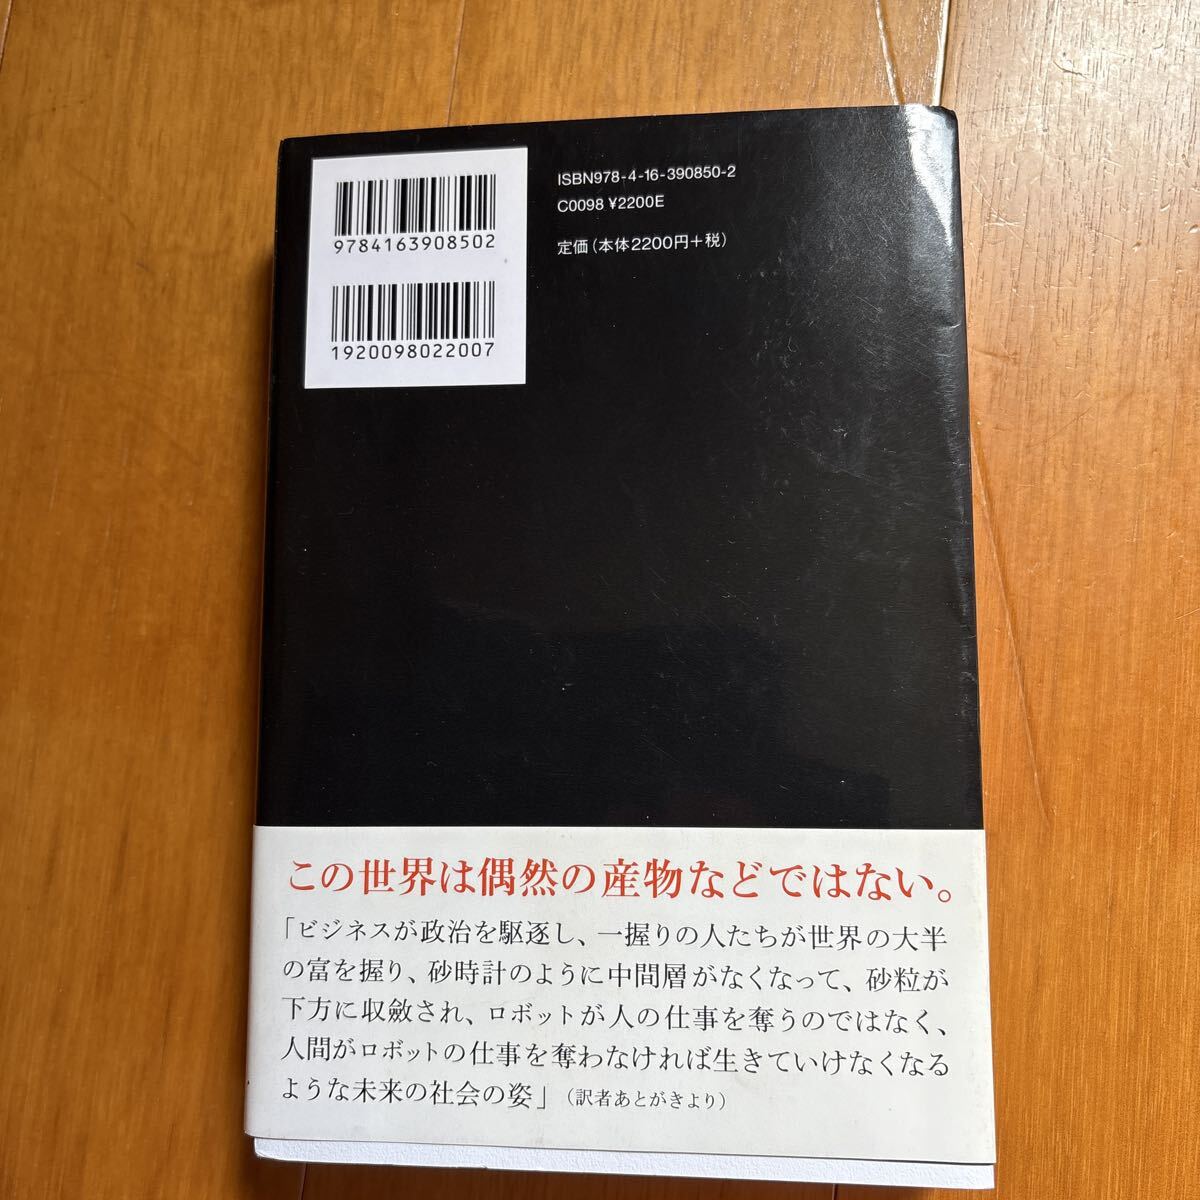 9784163908502
1920098022007
ISBN978-4-16-390850-2
C0098 ¥2200E
定価(本体2200円+税)
この世界は偶然の産物などではない。
「ビジネスが政治を駆逐し、一握りの人たちが世界の大半
の富を握り、砂時計のように中間層がなくなって、砂粒が
下方に収斂され、ロボットが人の仕事を奪うのではなく、
人間がロボットの仕事を奪わなければ生きていけなくなる
ような未来の社会の姿」(訳者あとがきより)